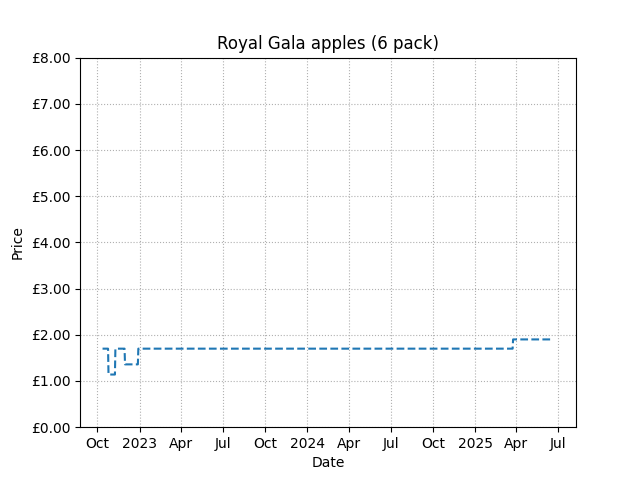 Royal Gala apples (6 pack)
£8.00
£7.00
£6.00
£5.00
£4.00
£3.00
£2.00
£1.00
£0.00
Price
Oct 2023 Apr Jul Oct 2024 Apr Jul Oct 2025 Apr Jul
Date